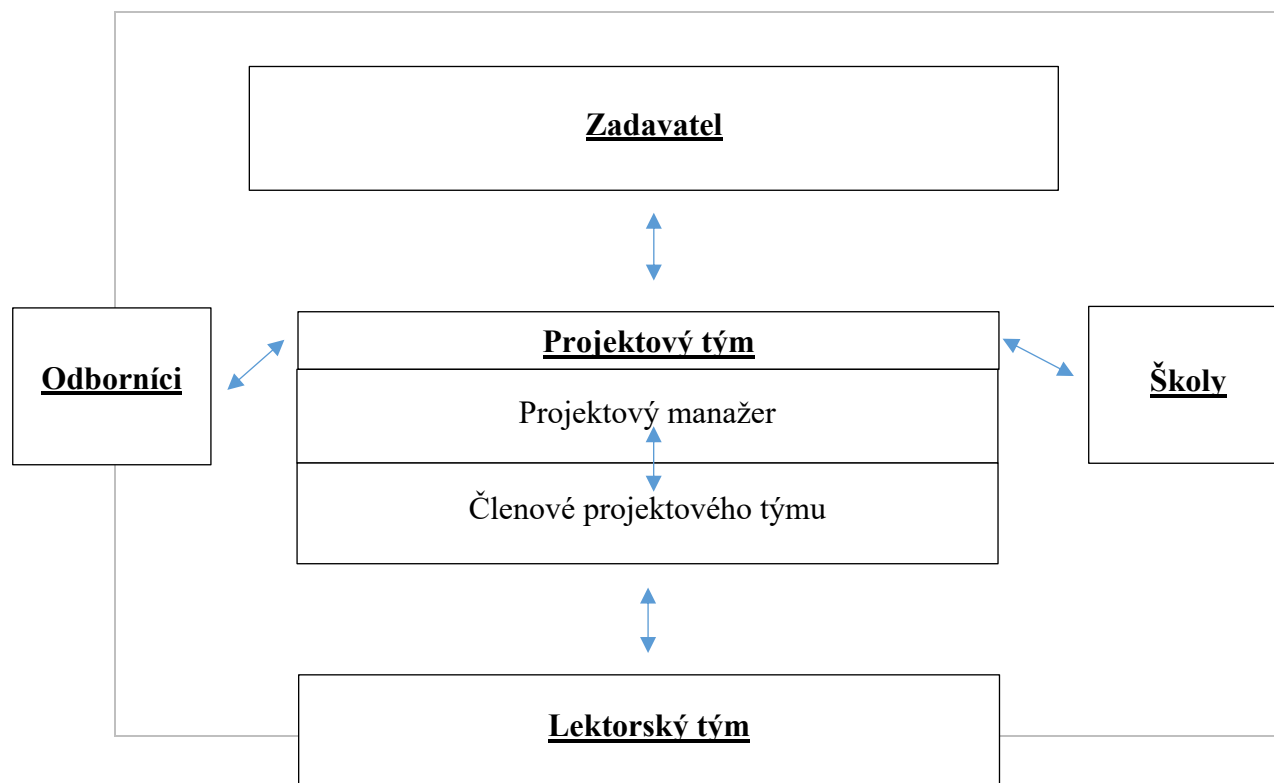 Zadavatel
Projektový tým
Odborníci
Školy
Projektový manažer
Členové projektového týmu
Lektorský tým